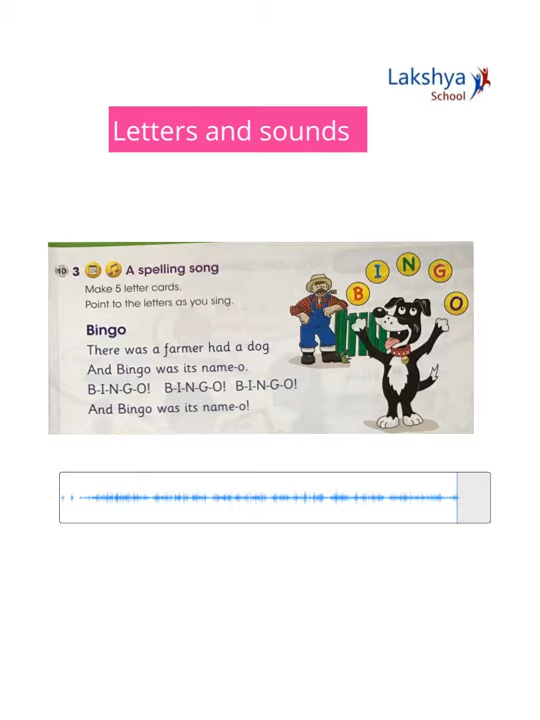 Lakshya
School
Letters and sounds
10 3 A spelling song
Make 5 letter cards.
Point to the letters as you sing.
B I N G O
Bingo
There was a farmer had a dog
And Bingo was its name-o.
B-I-N-G-O! B-I-N-G-O! B-I-N-G-O!
And Bingo was its name-o!